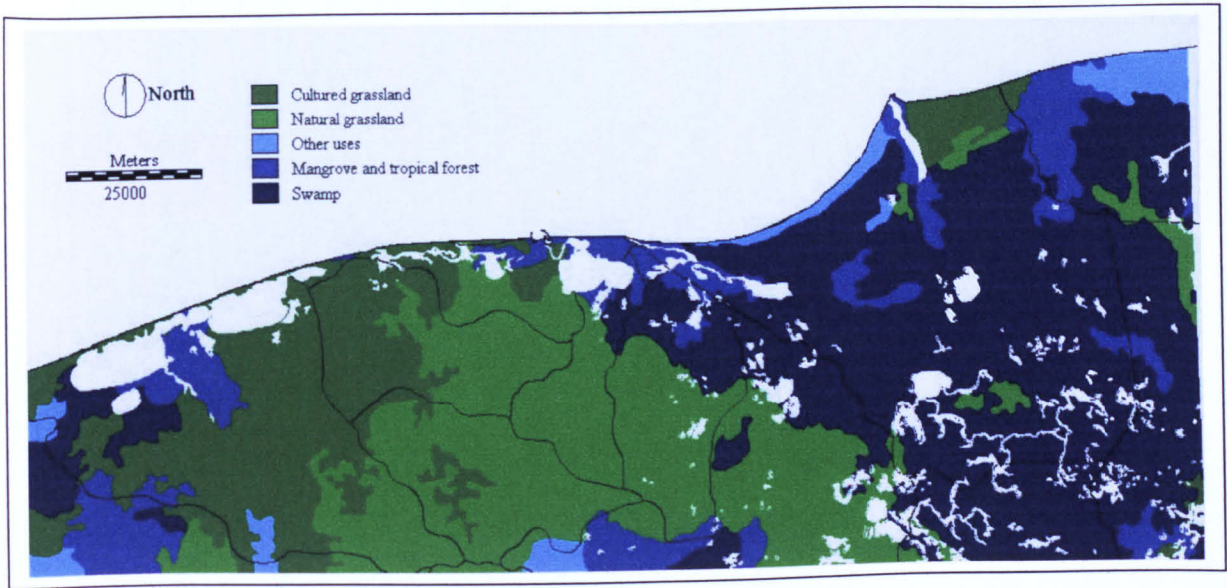 North
Meters
25000
Cultured grassland
Natural grassland
Other uses
Mangrove and tropical forest
Swamp